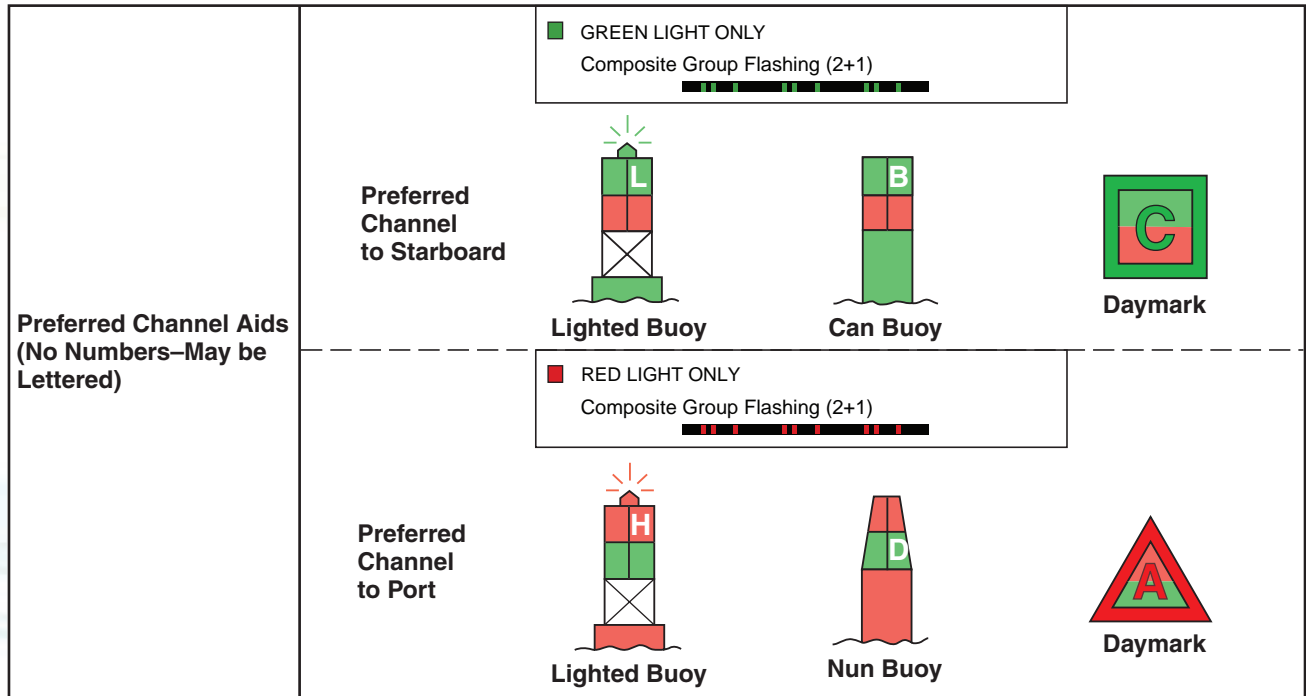 Preferred Channel Aids
(No Numbers–May be
Lettered)
GREEN LIGHT ONLY
Composite Group Flashing (2+1)
Preferred
Channel
to Starboard
L
Lighted Buoy
B
Can Buoy
C
Daymark
RED LIGHT ONLY
Composite Group Flashing (2+1)
Preferred
Channel
to Port
H
Lighted Buoy
D
Nun Buoy
A
Daymark